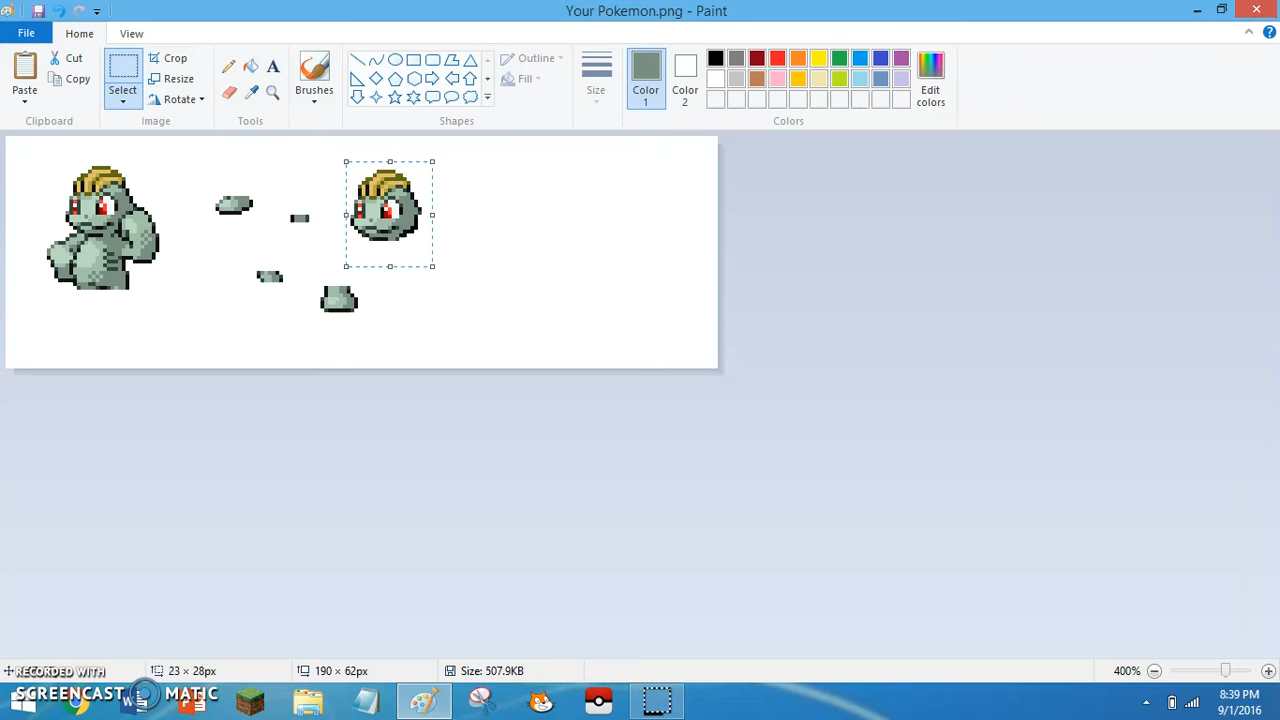 Your Pokemon.png - Paint
File
Home
View
Paste
Cut
Copy
Clipboard
Select
Crop
Resize
Rotate
Image
A
Tools
Brushes
Outline
Fill
Shapes
Size
Color 1
Color 2
Edit colors
Colors
23 × 28px
190 × 62px
Size: 507.9KB
400%
RECORDED WITH
SCREENCAST MATIC
8:39 PM
9/1/2016